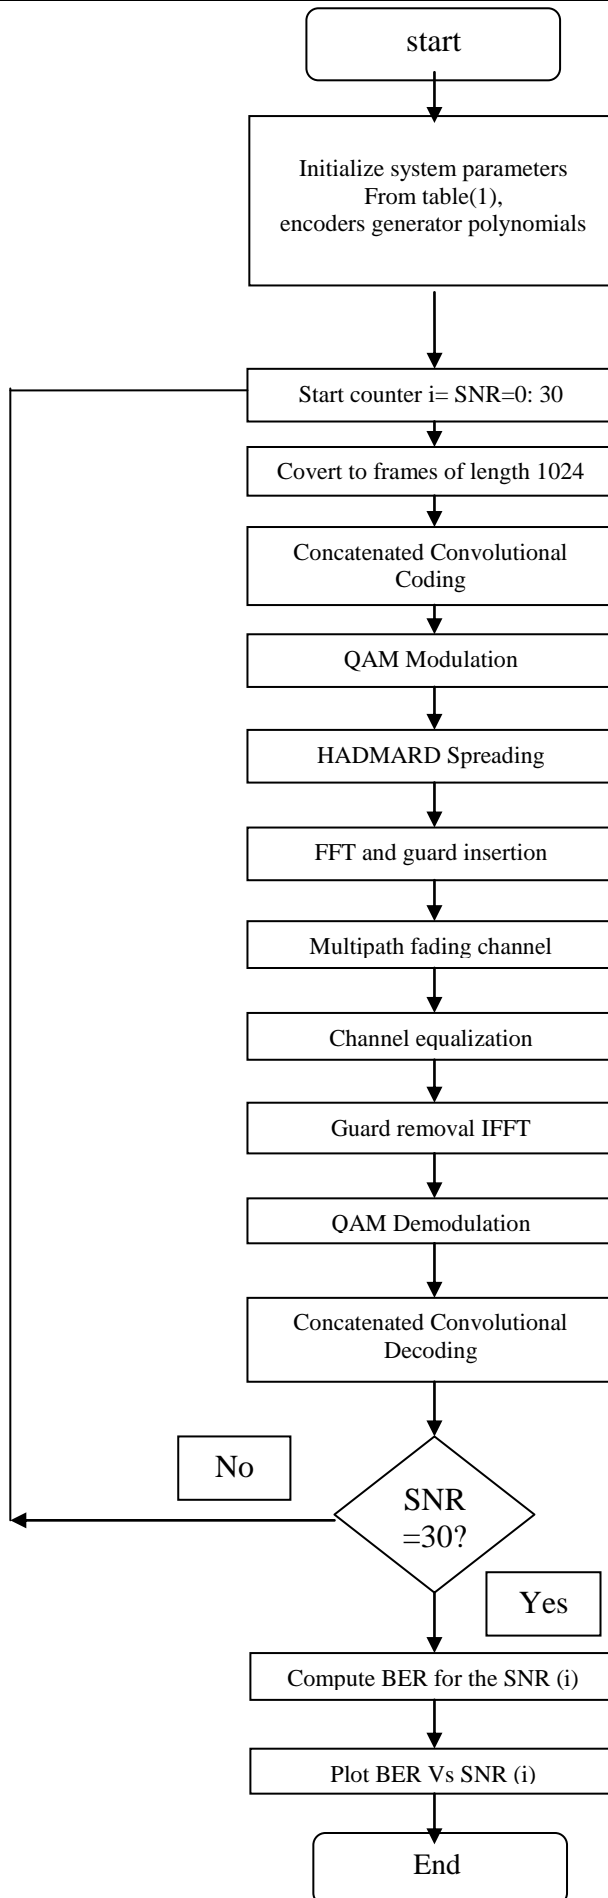 start
Initialize system parameters
From table(1),
encoders generator polynomials
Start counter i= SNR=0: 30
Covert to frames of length 1024
Concatenated Convolutional
Coding
QAM Modulation
HADMARD Spreading
FFT and guard insertion
Multipath fading channel
Channel equalization
Guard removal IFFT
QAM Demodulation
Concatenated Convolutional
Decoding
No
SNR
=30?
Yes
Compute BER for the SNR (i)
Plot BER Vs SNR (i)
End